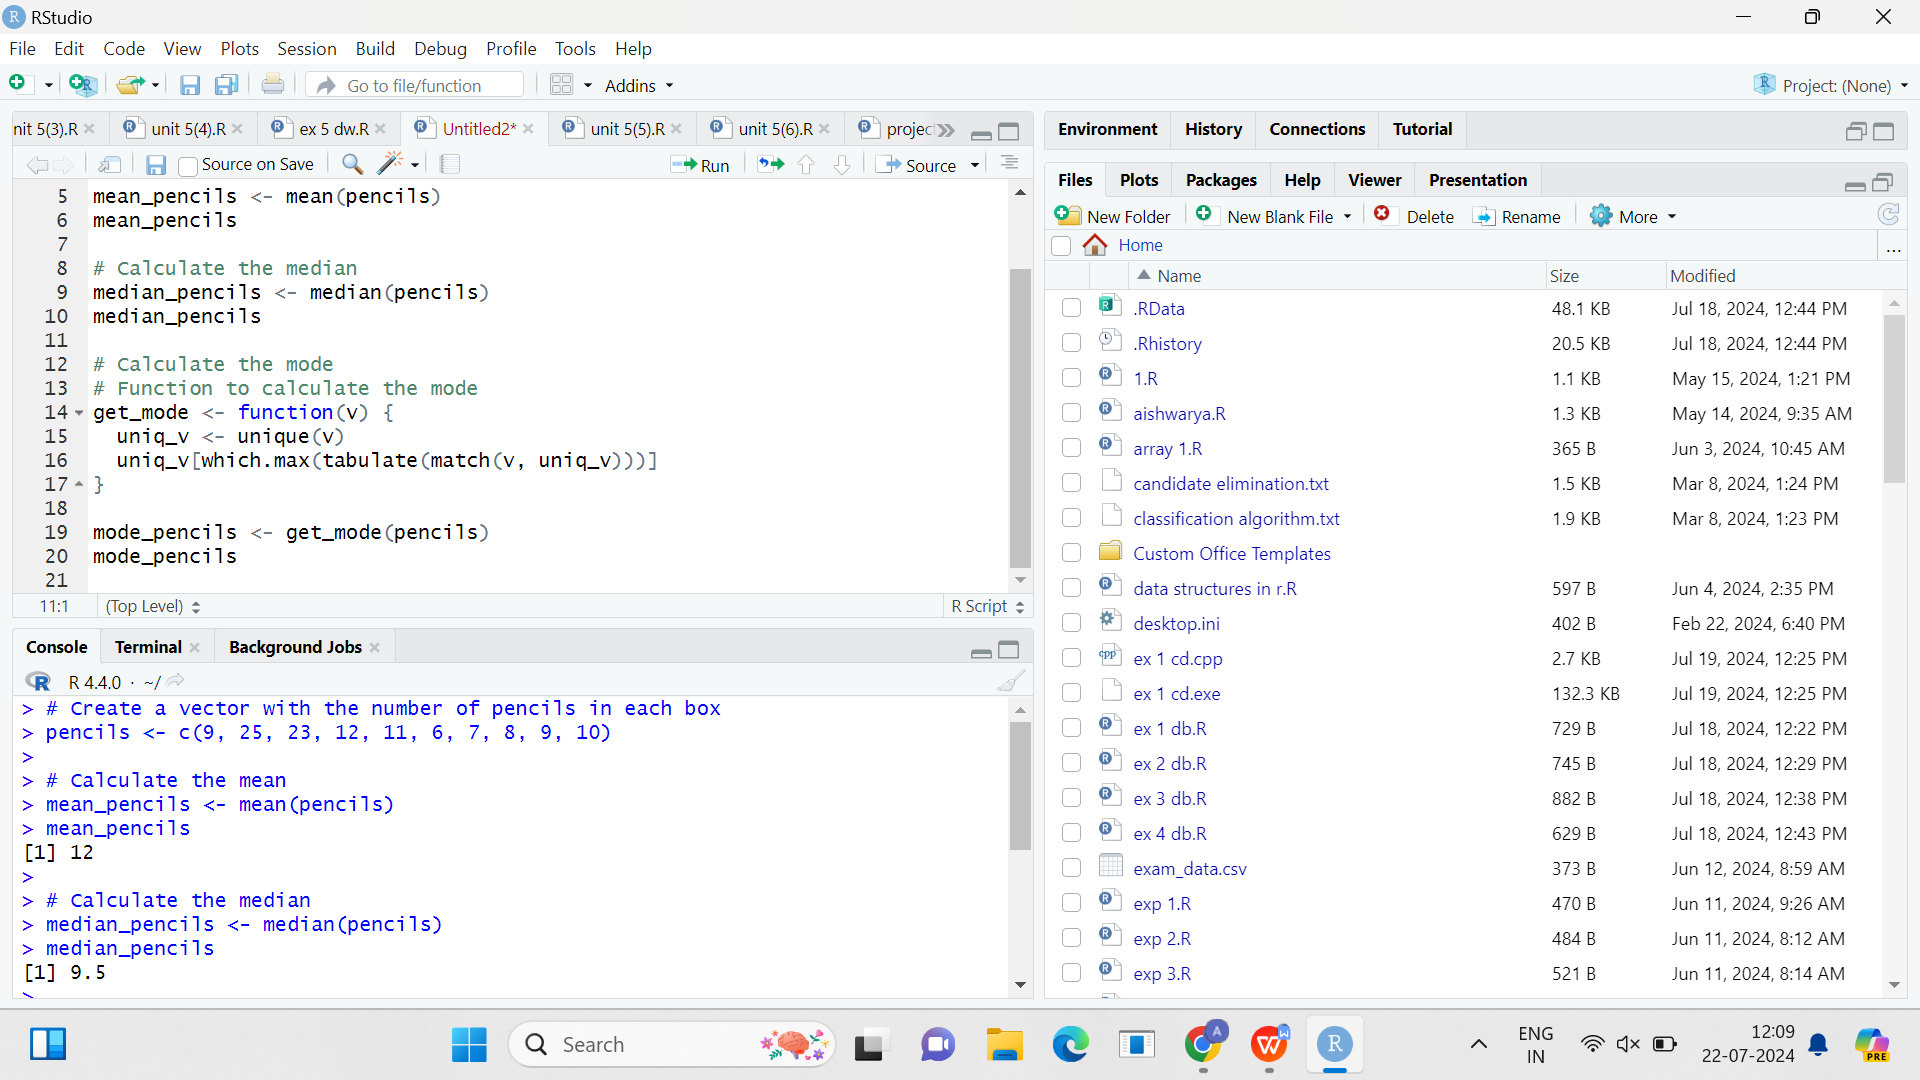 RStudio
File Edit Code View Plots Session Build Debug Profile Tools Help
Go to file/function Addins Project: (None)
nit 5(3).R unit 5(4).R ex 5 dw.R Untitled2* unit 5(5).R unit 5(6).R projec
Source on Save Run Source
5 mean_pencils <- mean(pencils)
6 mean_pencils
7
8 # Calculate the median
9 median_pencils <- median(pencils)
10 median_pencils
11
12 # Calculate the mode
13 # Function to calculate the mode
14 get_mode <- function(v) {
15 uniq_v <- unique(v)
16 uniq_v[which.max(tabulate(match(v, uniq_v)))]
17 }
18
19 mode_pencils <- get_mode(pencils)
20 mode_pencils
21
11:1 (Top Level) R Script
Console Terminal Background Jobs
R 4.4.0 · ~/
> # Create a vector with the number of pencils in each box
> pencils <- c(9, 25, 23, 12, 11, 6, 7, 8, 9, 10)
>
> # Calculate the mean
> mean_pencils <- mean(pencils)
> mean_pencils
[1] 12
>
> # Calculate the median
> median_pencils <- median(pencils)
> median_pencils
[1] 9.5
>
Environment History Connections Tutorial
Files Plots Packages Help Viewer Presentation
New Folder New Blank File Delete Rename More
Home ...
Name Size Modified
.RData 48.1 KB Jul 18, 2024, 12:44 PM
.Rhistory 20.5 KB Jul 18, 2024, 12:44 PM
1.R 1.1 KB May 15, 2024, 1:21 PM
aishwarya.R 1.3 KB May 14, 2024, 9:35 AM
array 1.R 365 B Jun 3, 2024, 10:45 AM
candidate elimination.txt 1.5 KB Mar 8, 2024, 1:24 PM
classification algorithm.txt 1.9 KB Mar 8, 2024, 1:23 PM
Custom Office Templates
data structures in r.R 597 B Jun 4, 2024, 2:35 PM
desktop.ini 402 B Feb 22, 2024, 6:40 PM
ex 1 cd.cpp 2.7 KB Jul 19, 2024, 12:25 PM
ex 1 cd.exe 132.3 KB Jul 19, 2024, 12:25 PM
ex 1 db.R 729 B Jul 18, 2024, 12:22 PM
ex 2 db.R 745 B Jul 18, 2024, 12:29 PM
ex 3 db.R 882 B Jul 18, 2024, 12:38 PM
ex 4 db.R 629 B Jul 18, 2024, 12:43 PM
exam_data.csv 373 B Jun 12, 2024, 8:59 AM
exp 1.R 470 B Jun 11, 2024, 9:26 AM
exp 2.R 484 B Jun 11, 2024, 8:12 AM
exp 3.R 521 B Jun 11, 2024, 8:14 AM
Search
ENG
IN
12:09
22-07-2024
PRE